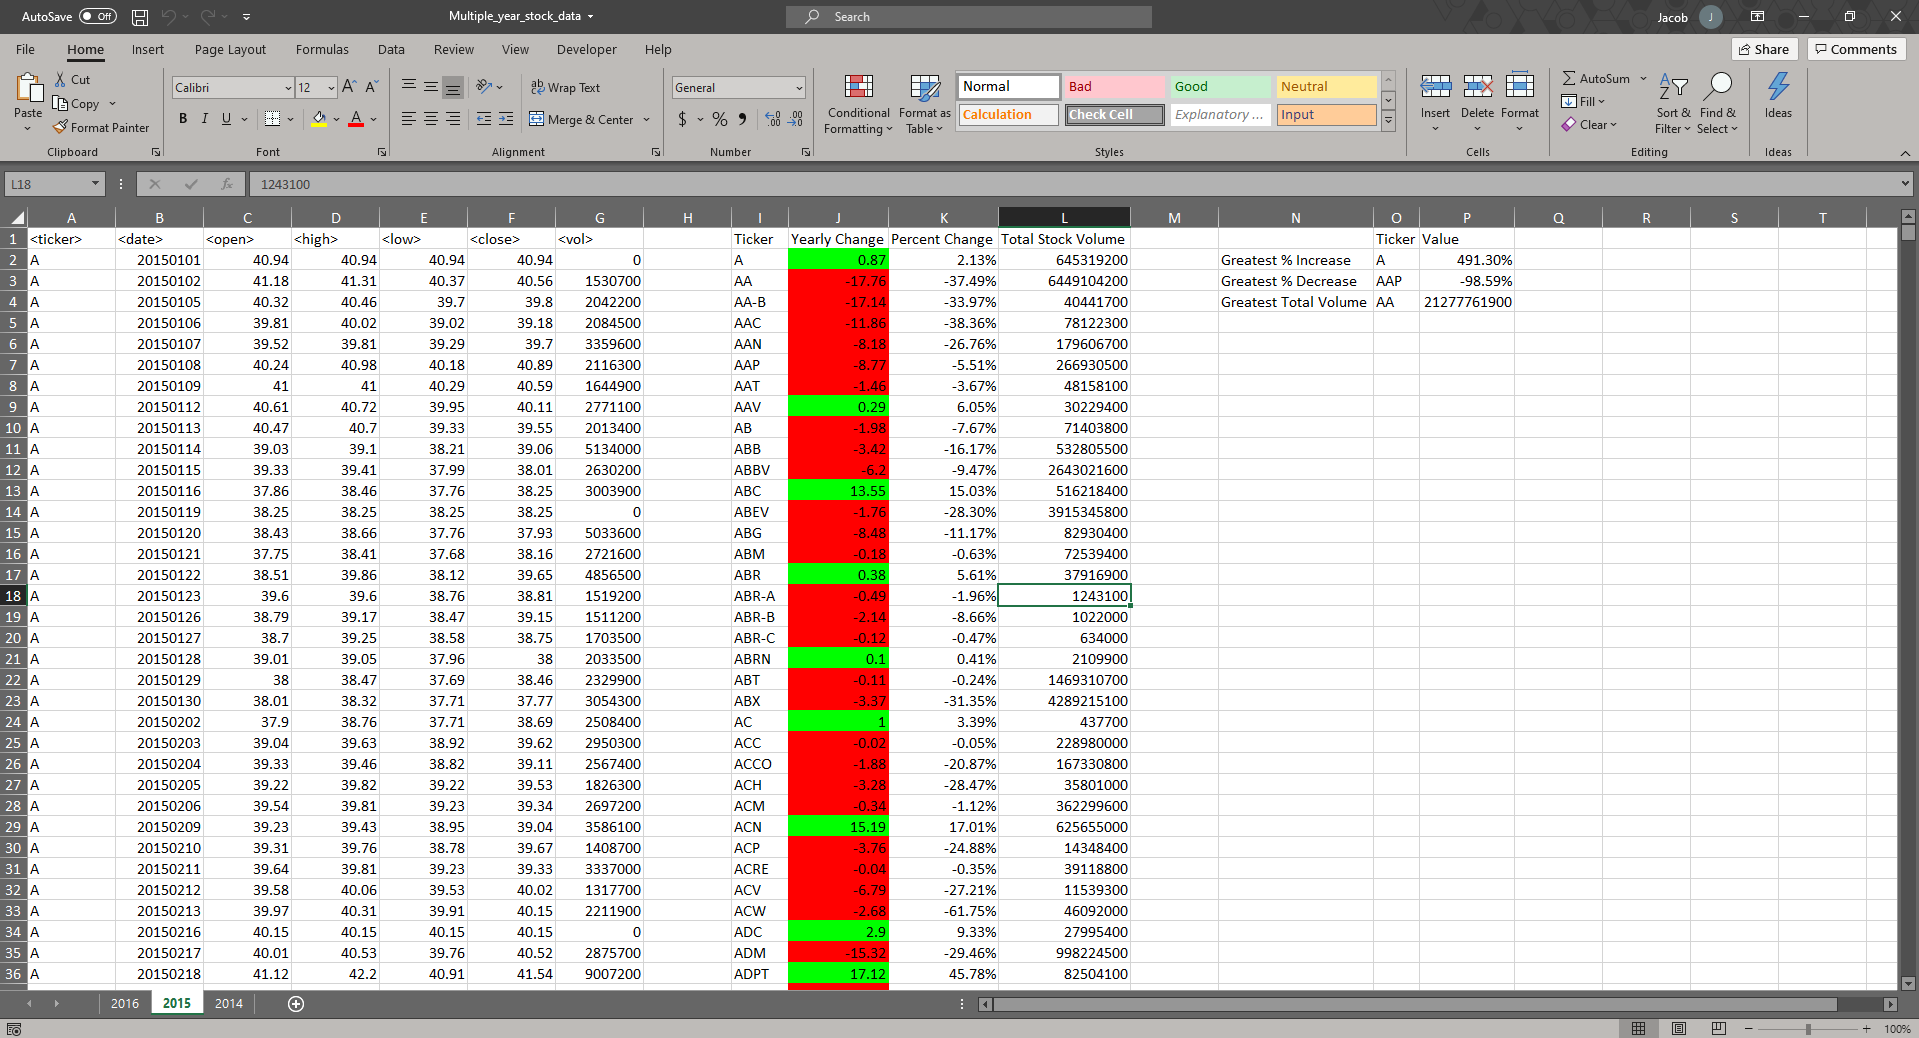 AutoSave Off Multiple_year_stock_data Search Jacob J
File Home Insert Page Layout Formulas Data Review View Developer Help Share Comments
Paste Cut Copy Format Painter
Calibri 12 A A B I U A
ab Wrap Text Merge & Center
General $ % 9
Conditional Formatting Format as Table
Normal Bad Good Neutral
Calculation Check Cell Explanatory ... Input
Insert Delete Format
AutoSum Fill Clear Sort & Filter Find & Select Ideas
Clipboard Font Alignment Number Styles Cells Editing Ideas
L18 fx 1243100
A B C D E F G H I J K L M N O P Q R S T
1 <ticker> <date> <open> <high> <low> <close> <vol> Ticker Yearly Change Percent Change Total Stock Volume Ticker Value
2 A 20150101 40.94 40.94 40.94 40.94 0 A 0.87 2.13% 645319200 Greatest % Increase A 491.30%
3 A 20150102 41.18 41.31 40.37 40.56 1530700 AA -17.76 -37.49% 6449104200 Greatest % Decrease AAP -98.59%
4 A 20150105 40.32 40.46 39.7 39.8 2042200 AA-B -17.14 -33.97% 40441700 Greatest Total Volume AA 21277761900
5 A 20150106 39.81 40.02 39.02 39.18 2084500 AAC -11.86 -38.36% 78122300
6 A 20150107 39.52 39.81 39.29 39.7 3359600 AAN -8.18 -26.76% 179606700
7 A 20150108 40.24 40.98 40.18 40.89 2116300 AAP -8.77 -5.51% 266930500
8 A 20150109 41 41 40.29 40.59 1644900 AAT -1.46 -3.67% 48158100
9 A 20150112 40.61 40.72 39.95 40.11 2771100 AAV 0.29 6.05% 30229400
10 A 20150113 40.47 40.7 39.33 39.55 2013400 AB -1.98 -7.67% 71403800
11 A 20150114 39.03 39.1 38.21 39.06 5134000 ABB -3.42 -16.17% 532805500
12 A 20150115 39.33 39.41 37.99 38.01 2630200 ABBV -6.2 -9.47% 2643021600
13 A 20150116 37.86 38.46 37.76 38.25 3003900 ABC 13.55 15.03% 516218400
14 A 20150119 38.25 38.25 38.25 38.25 0 ABEV -1.76 -28.30% 3915345800
15 A 20150120 38.43 38.66 37.76 37.93 5033600 ABG -8.48 -11.17% 82930400
16 A 20150121 37.75 38.41 37.68 38.16 2721600 ABM -0.18 -0.63% 72539400
17 A 20150122 38.51 39.86 38.12 39.65 4856500 ABR 0.38 5.61% 37916900
18 A 20150123 39.6 39.6 38.76 38.81 1519200 ABR-A -0.49 -1.96% 1243100
19 A 20150126 38.79 39.17 38.47 39.15 1511200 ABR-B -2.14 -8.66% 1022000
20 A 20150127 38.7 39.25 38.58 38.75 1703500 ABR-C -0.12 -0.47% 634000
21 A 20150128 39.01 39.05 37.96 38 2033500 ABRN 0.1 0.41% 2109900
22 A 20150129 38 38.47 37.69 38.46 2329900 ABT -0.11 -0.24% 1469310700
23 A 20150130 38.01 38.32 37.71 37.77 3054300 ABX -3.37 -31.35% 4289215100
24 A 20150202 37.9 38.76 37.71 38.69 2508400 AC 1 3.39% 437700
25 A 20150203 39.04 39.63 38.92 39.62 2950300 ACC -0.02 -0.05% 228980000
26 A 20150204 39.33 39.46 38.82 39.11 2567400 ACCO -1.88 -20.87% 167330800
27 A 20150205 39.22 39.82 39.22 39.53 1826300 ACH -3.28 -28.47% 35801000
28 A 20150206 39.54 39.81 39.23 39.34 2697200 ACM -0.34 -1.12% 362299600
29 A 20150209 39.23 39.43 38.95 39.04 3586100 ACN 15.19 17.01% 625655000
30 A 20150210 39.31 39.76 38.78 39.67 1408700 ACP -3.76 -24.88% 14348400
31 A 20150211 39.64 39.81 39.23 39.33 3337000 ACRE -0.04 -0.35% 39118800
32 A 20150212 39.58 40.06 39.53 40.02 1317700 ACV -6.79 -27.21% 11539300
33 A 20150213 39.97 40.31 39.91 40.15 2211900 ACW -2.68 -61.75% 46092000
34 A 20150216 40.15 40.15 40.15 40.15 0 ADC 2.9 9.33% 27995400
35 A 20150217 40.01 40.53 39.76 40.52 2875700 ADM -15.32 -29.46% 998224500
36 A 20150218 41.12 42.2 40.91 41.54 9007200 ADPT 17.12 45.78% 82504100
2016 2015 2014
100%